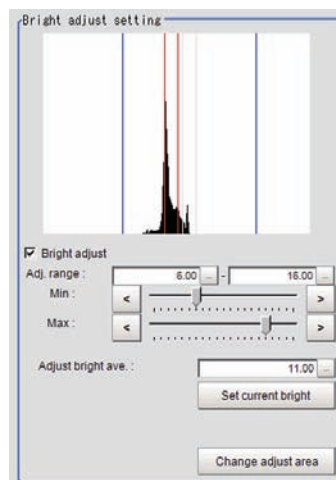 Bright adjust setting
Bright adjust
Adj. range : 6.00 ... - 16.00 ...
Min : < >
Max : < >
Adjust bright ave. : 11.00 ...
Set current bright
Change adjust area